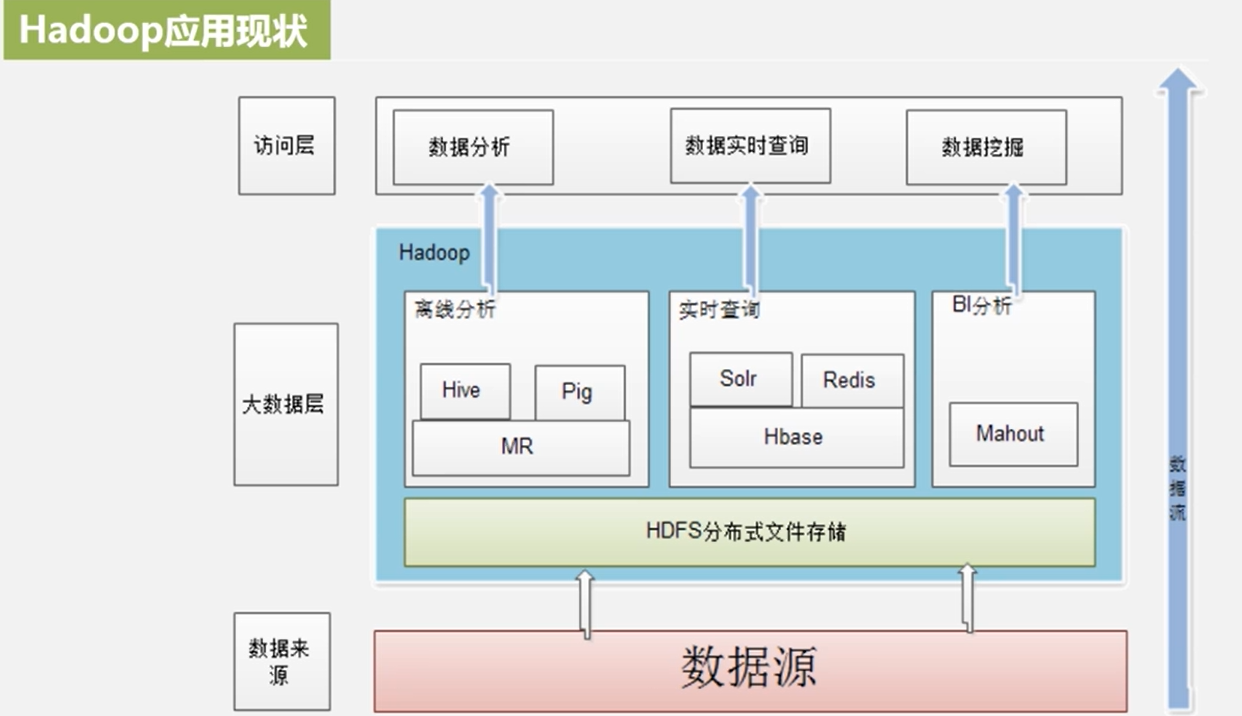 Hadoop应用现状
访问层
数据分析
数据实时查询
数据挖掘
Hadoop
大数据层
离线分析
Hive
Pig
MR
实时查询
Solr
Redis
Hbase
BI分析
Mahout
HDFS分布式文件存储
数据来
源
数据源
数
据
流